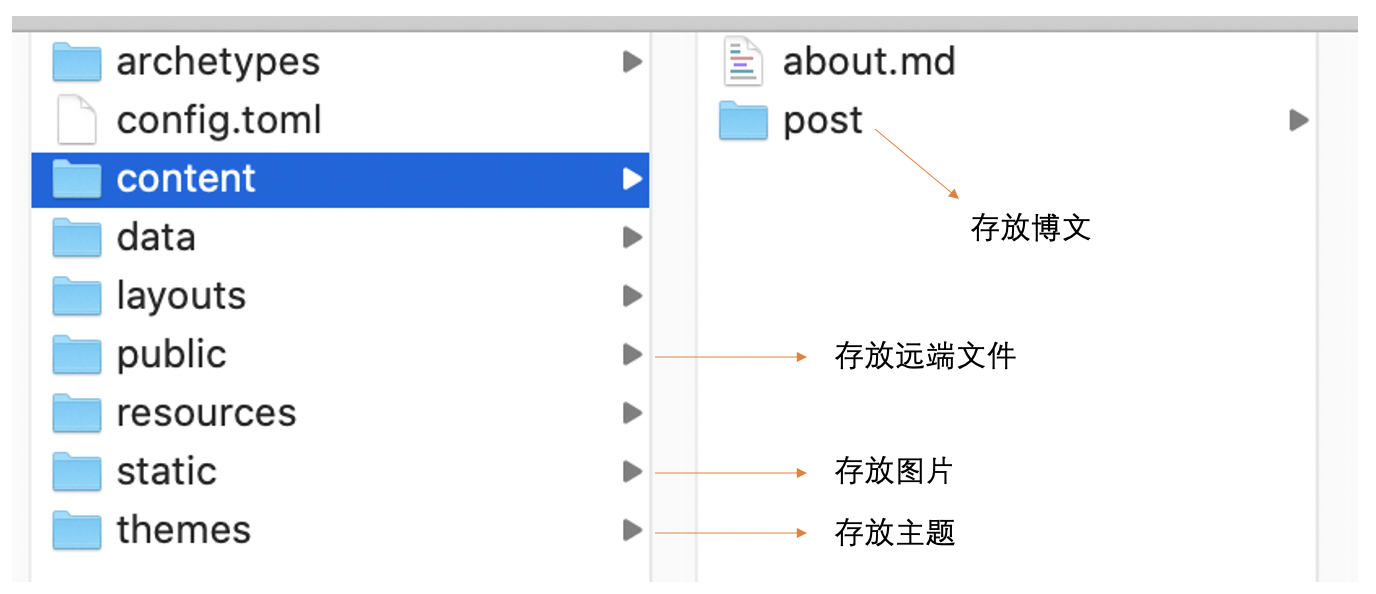 archetypes
config.toml
content
data
layouts
public
resources
static
themes
about.md
post
存放博文
存放远端文件
存放图片
存放主题